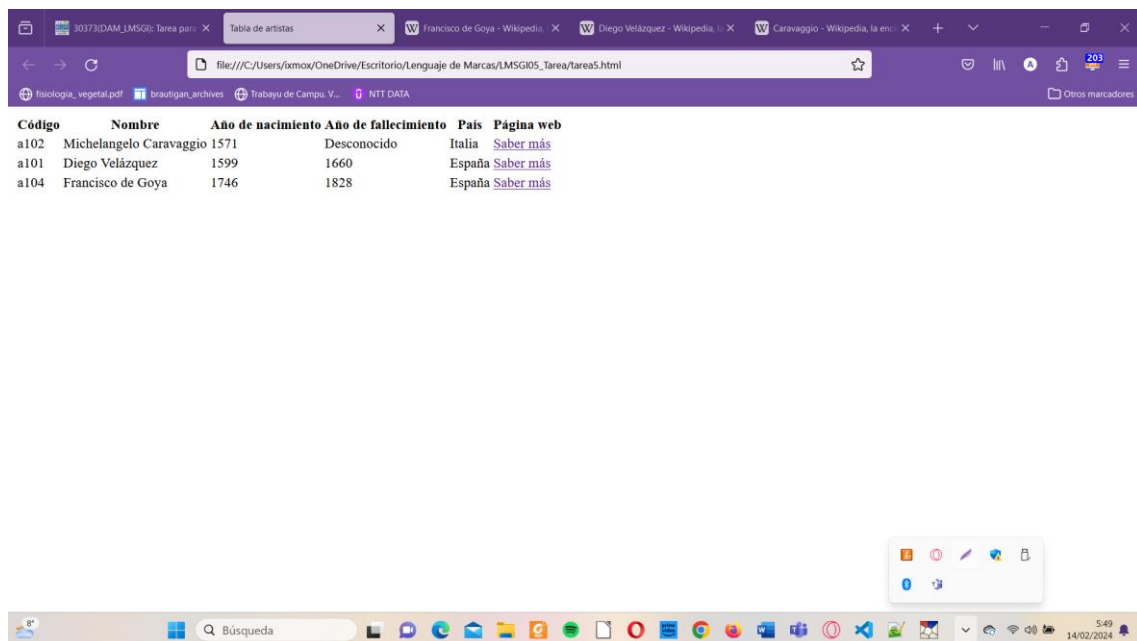 30373(DAM_LMSGI): Tarea para
Tabla de artistas
Francisco de Goya - Wikipedia,
Diego Velázquez - Wikipedia, l
Caravaggio - Wikipedia, la enci
file:///C:/Users/ixmox/OneDrive/Escritorio/Lenguaje de Marcas/LMSGI05_Tarea/tarea5.html
203
fisiologia_vegetal.pdf brautigan_archives Trabayu de Campu. V... NTT DATA Otros marcadores
Código Nombre Año de nacimiento Año de fallecimiento País Página web
a102 Michelangelo Caravaggio 1571 Desconocido Italia Saber más
a101 Diego Velázquez 1599 1660 España Saber más
a104 Francisco de Goya 1746 1828 España Saber más
8°
Búsqueda
5:49
14/02/2024